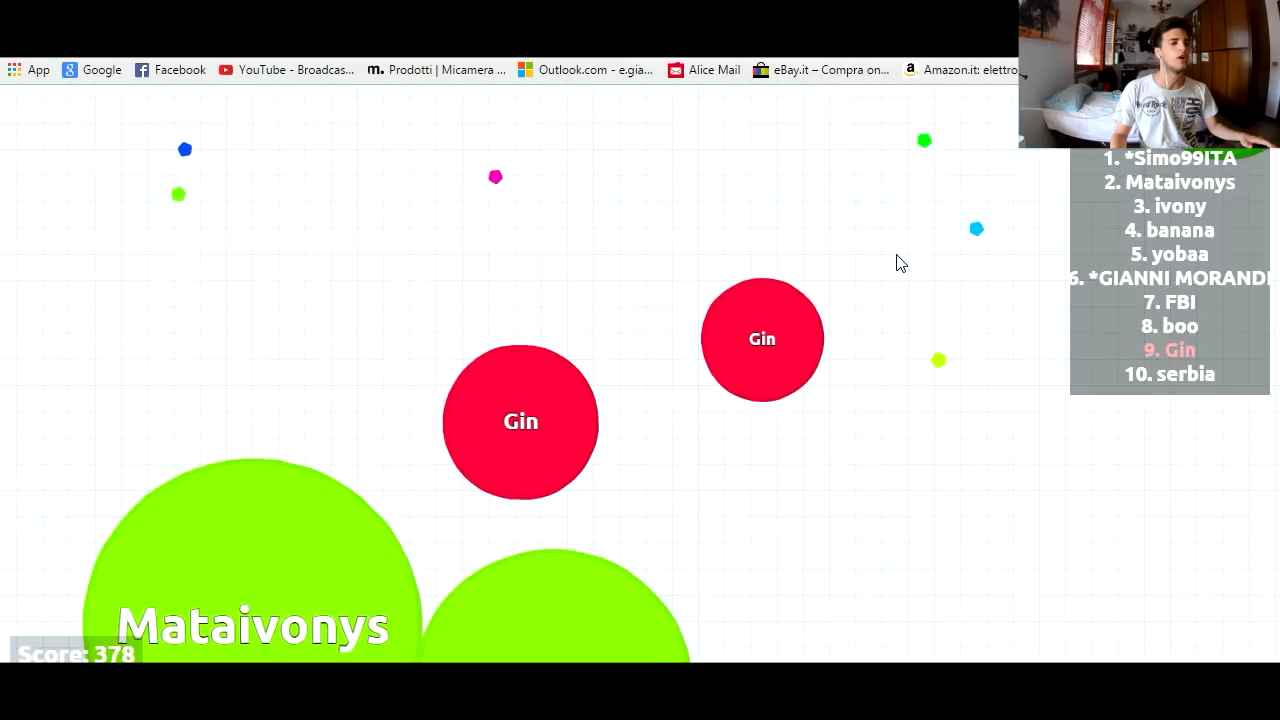 App Google Facebook YouTube - Broadcas... m. Prodotti | Micamera ... Outlook.com - e.gia... Alice Mail eBay.it – Compra on... a Amazon.it: elettro
1. *Simo99ITA
2. Mataivonys
3. ivony
4. banana
5. yobaa
6. *GIANNI MORANDI
7. FBI
8. boo
9. Gin
10. serbia
Gin
Gin
Mataivonys
Score: 378